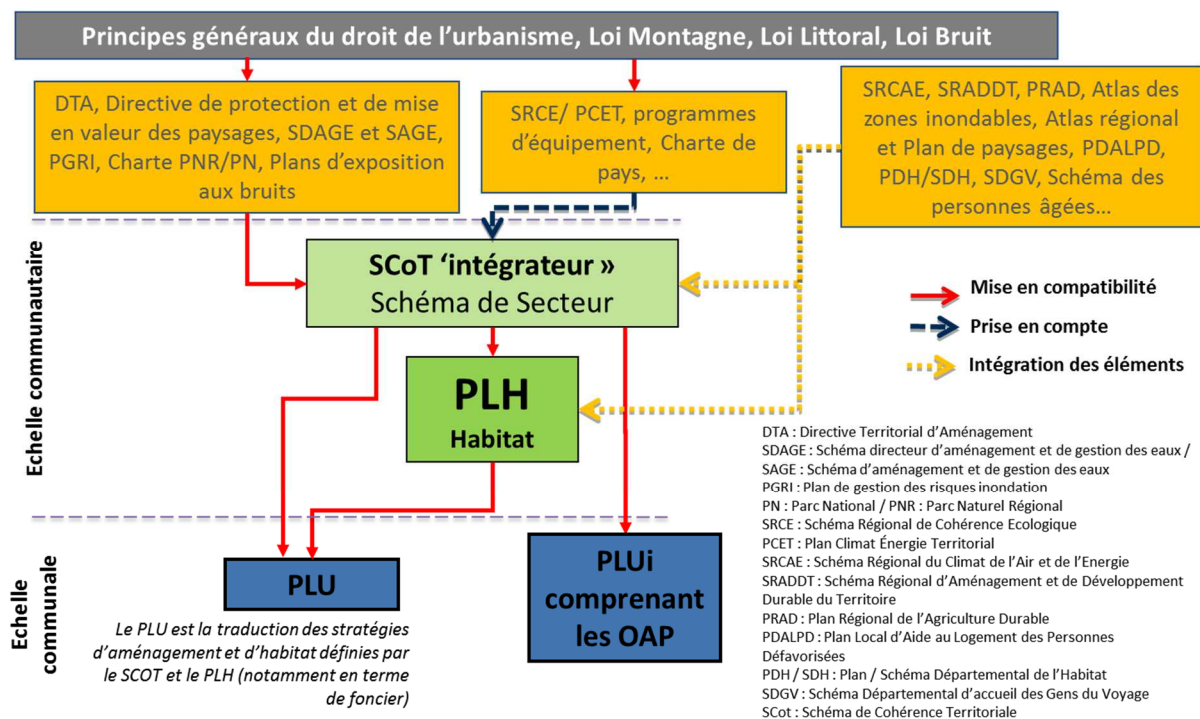 Principes généraux du droit de l'urbanisme, Loi Montagne, Loi Littoral, Loi Bruit
DTA, Directive de protection et de mise
en valeur des paysages, SDAGE et SAGE,
PGRI, Charte PNR/PN, Plans d'exposition
aux bruits
SRCE/ PCET, programmes
d'équipement, Charte de
pays, ...
SRCAE, SRADDT, PRAD, Atlas des
zones inondables, Atlas régional
et Plan de paysages, PDALPD,
PDH/SDH, SDGV, Schéma des
personnes âgées...
Echelle communautaire
SCoT 'intégrateur »
Schéma de Secteur
PLH
Habitat
Mise en compatibilité
Prise en compte
Intégration des éléments
Echelle
communale
PLU
Le PLU est la traduction des stratégies
d'aménagement et d'habitat définies par
le SCOT et le PLH (notamment en terme
de foncier)
PLUi
comprenant
les OAP
DTA : Directive Territorial d'Aménagement
SDAGE : Schéma directeur d'aménagement et de gestion des eaux /
SAGE : Schéma d'aménagement et de gestion des eaux
PGRI : Plan de gestion des risques inondation
PN : Parc National / PNR : Parc Naturel Régional
SRCE : Schéma Régional de Cohérence Ecologique
PCET : Plan Climat Énergie Territorial
SRCAE : Schéma Régional du Climat de l'Air et de l'Energie
SRADDT : Schéma Régional d'Aménagement et de Développement
Durable du Territoire
PRAD : Plan Régional de l'Agriculture Durable
PDALPD : Plan Local d'Aide au Logement des Personnes
Défavorisées
PDH / SDH : Plan / Schéma Départemental de l'Habitat
SDGV : Schéma Départemental d'accueil des Gens du Voyage
SCot : Schéma de Cohérence Territoriale